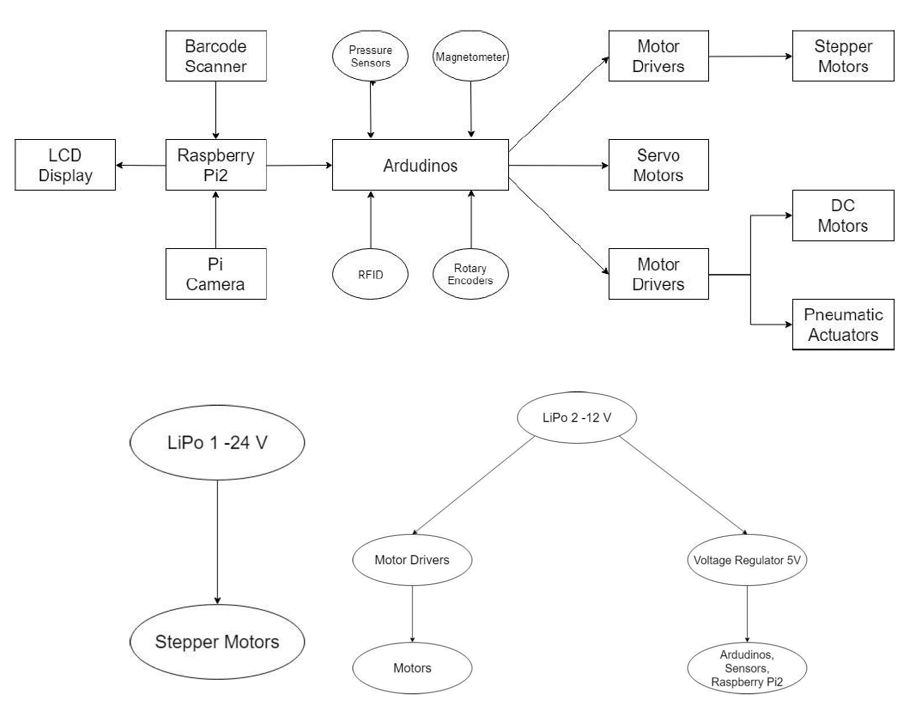 Barcode
Scanner
Pressure
Sensors
Magnetometer
Motor
Drivers
Stepper
Motors
LCD
Display
Raspberry
Pi2
Ardudinos
Servo
Motors
DC
Motors
Pi
Camera
RFID
Rotary
Encoders
Motor
Drivers
Pneumatic
Actuators
LiPo 1 -24 V
Stepper Motors
LiPo 2 -12 V
Motor Drivers
Voltage Regulator 5V
Motors
Ardudinos,
Sensors,
Raspberry Pi2